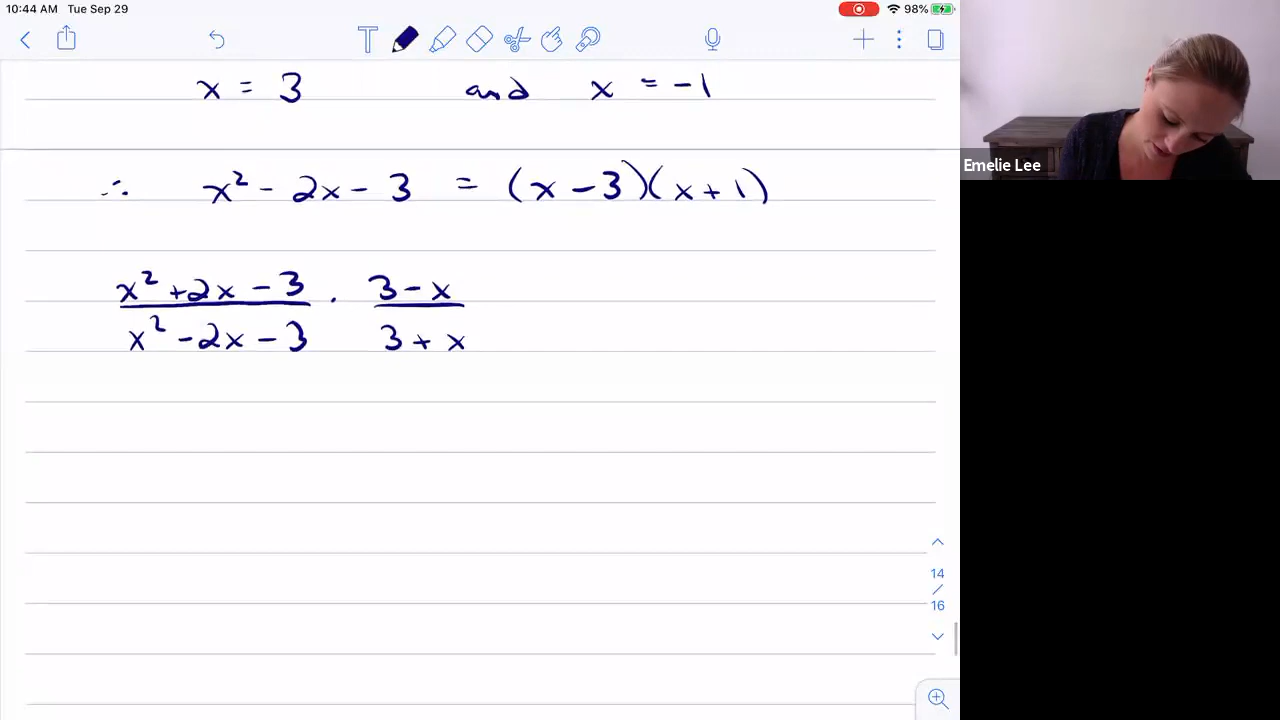 10:44 AM Tue Sep 29
98%
T
x = 3 and x = -1
Emelie Lee
∴ x² - 2x - 3 = (x - 3)(x + 1)
x² + 2x - 3 · 3 - x
x² - 2x - 3 3 + x
14
/
16